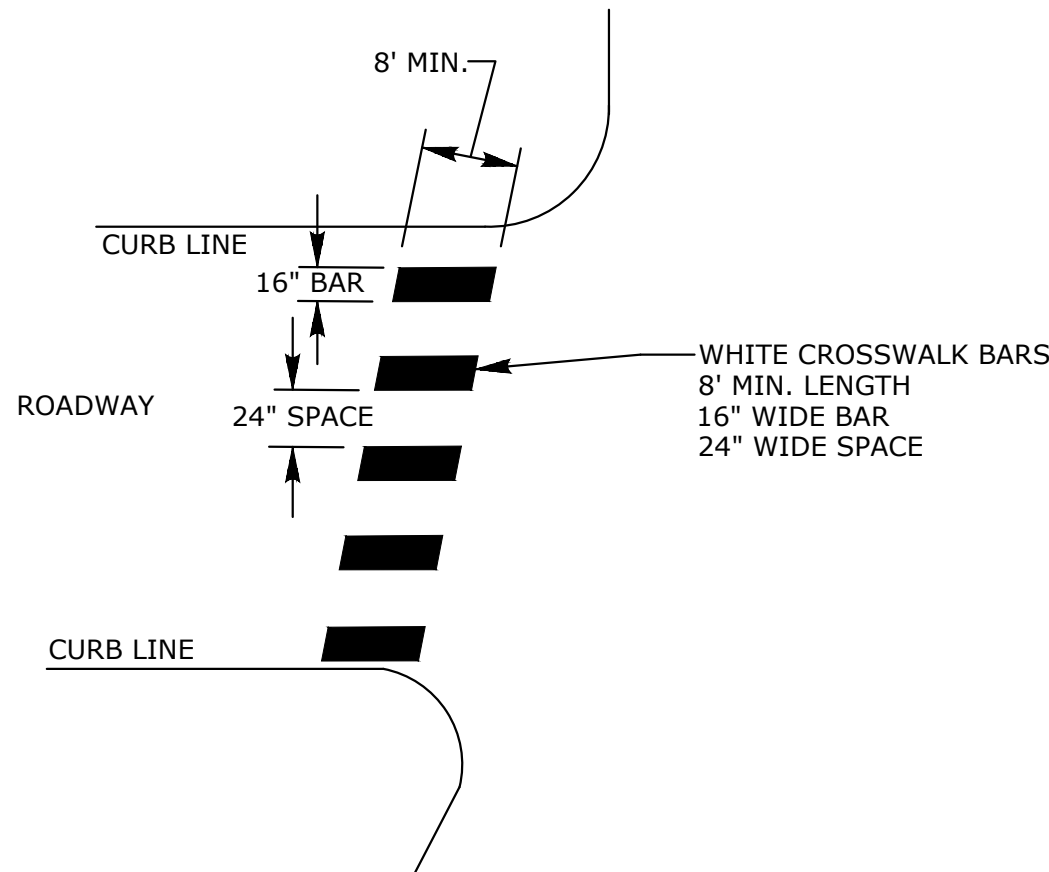 8' MIN.
CURB LINE
16" BAR
WHITE CROSSWALK BARS
8' MIN. LENGTH
16" WIDE BAR
24" WIDE SPACE
ROADWAY
24" SPACE
CURB LINE